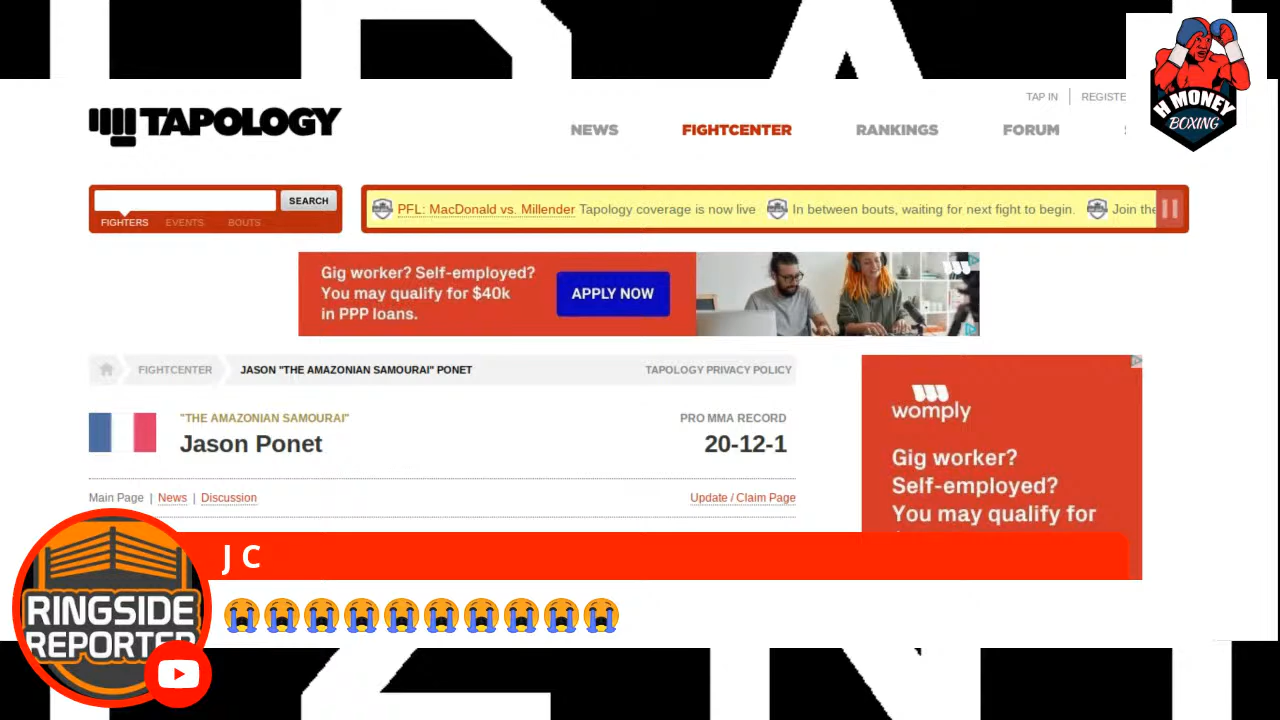 H MONEY
BOXING
TAP IN
REGISTE
TAPOLOGY
NEWS
FIGHTCENTER
RANKINGS
FORUM
SEARCH
FIGHTERS
EVENTS
BOUTS
PFL: MacDonald vs. Millender Tapology coverage is now live
In between bouts, waiting for next fight to begin.
Join the
Gig worker? Self-employed?
You may qualify for $40k
in PPP loans.
APPLY NOW
FIGHTCENTER
JASON "THE AMAZONIAN SAMOURAI" PONET
TAPOLOGY PRIVACY POLICY
"THE AMAZONIAN SAMOURAI"
Jason Ponet
PRO MMA RECORD
20-12-1
Main Page | News | Discussion
Update / Claim Page
womply
Gig worker?
Self-employed?
You may qualify for
J C
😭😭😭😭😭😭😭😭😭😭
RINGSIDE
REPORTER